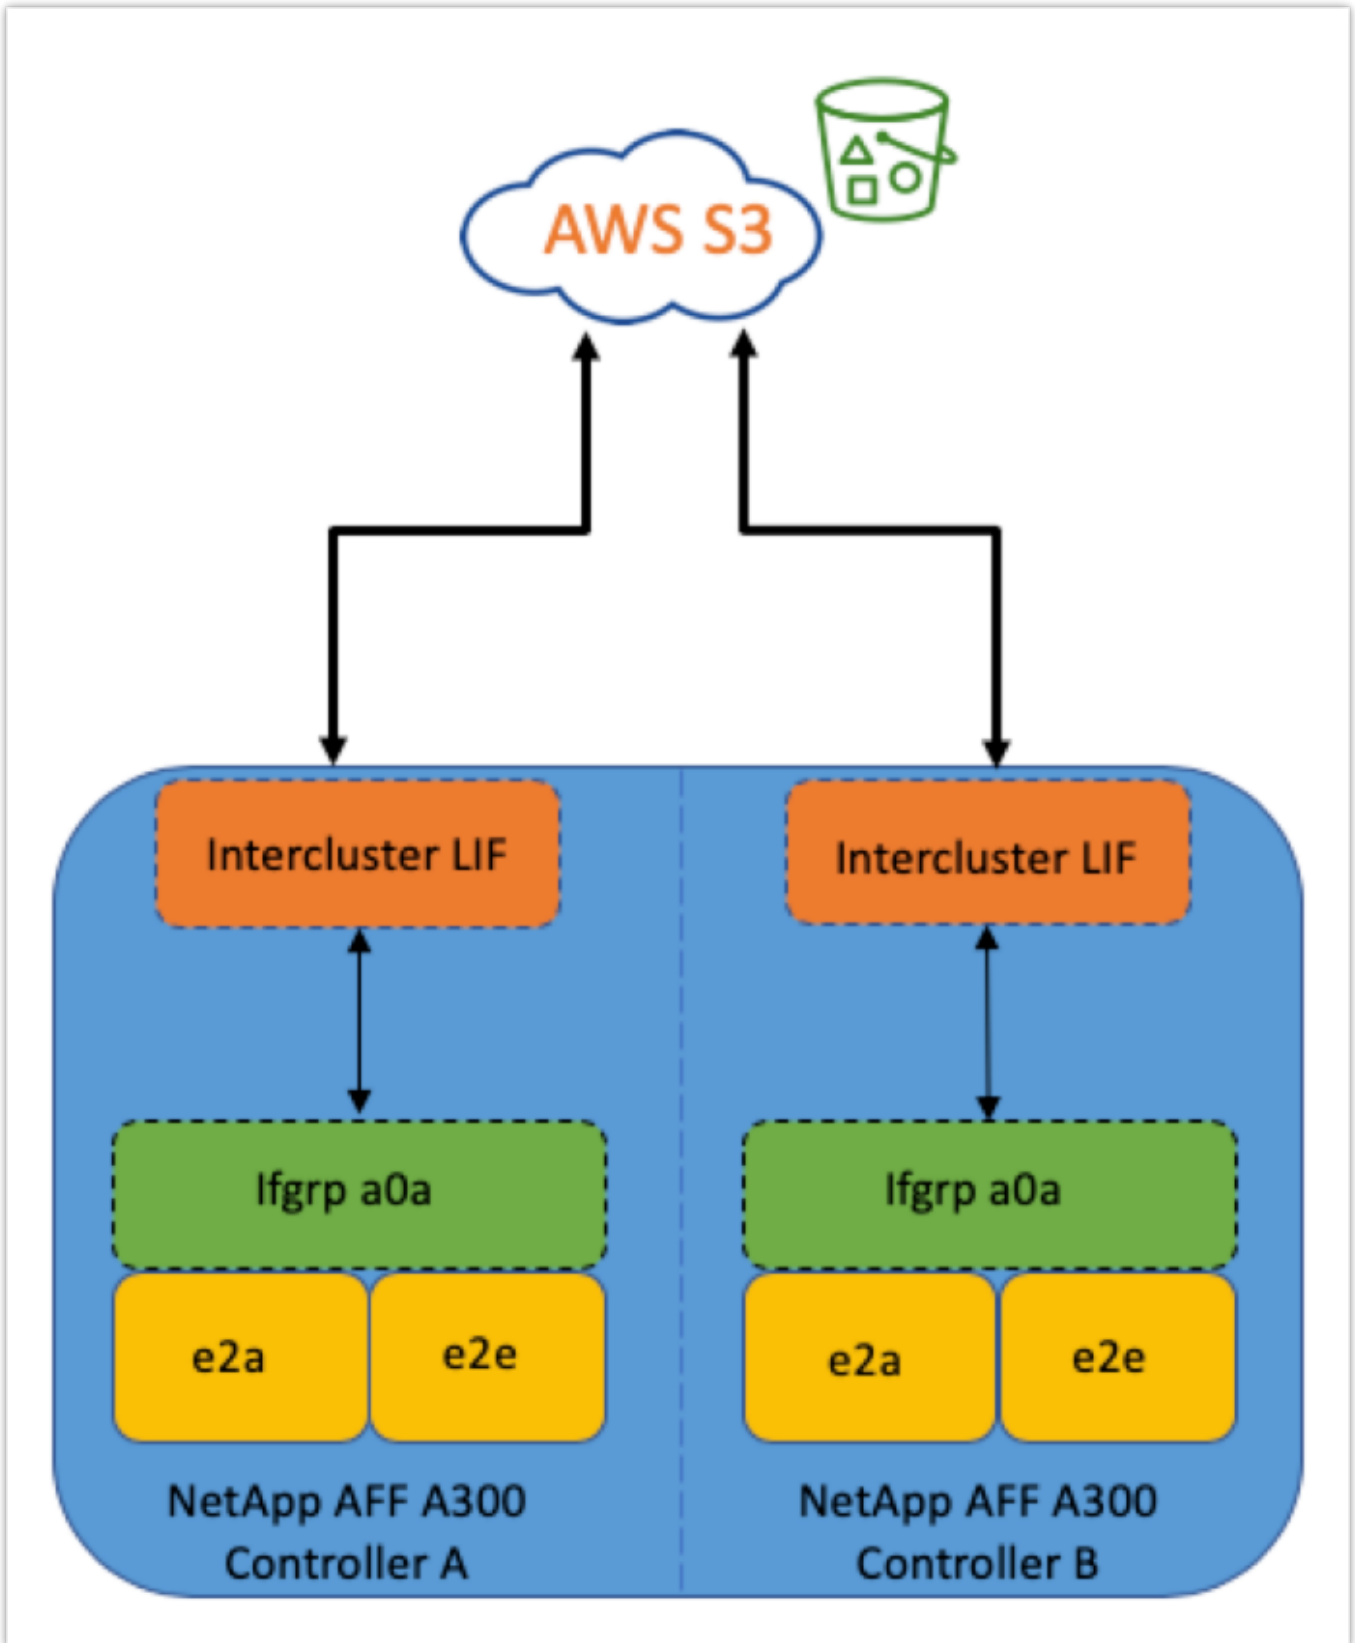 AWS S3
Intercluster LIF
Intercluster LIF
Ifgrp a0a
Ifgrp a0a
e2a
e2e
e2a
e2e
NetApp AFF A300
Controller A
NetApp AFF A300
Controller B